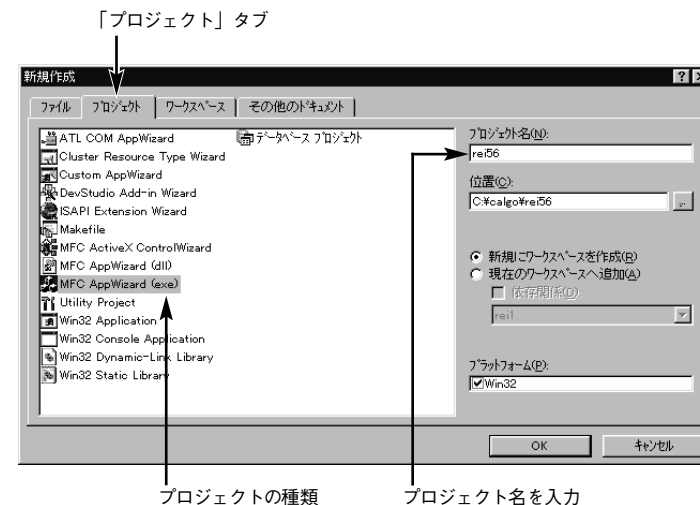 「プロジェクト」タブ
新規作成
ファイル プロジェクト ワークスペース その他のドキュメント
ATL COM AppWizard
Cluster Resource Type Wizard
Custom AppWizard
DevStudio Add-in Wizard
ISAPI Extension Wizard
Makefile
MFC ActiveX ControlWizard
MFC AppWizard (dll)
MFC AppWizard (exe)
Utility Project
Win32 Application
Win32 Console Application
Win32 Dynamic-Link Library
Win32 Static Library
データベース プロジェクト
プロジェクト名(N):
rei56
位置(C):
C:¥calgo¥rei56
...
新規にワークスペースを作成(R)
現在のワークスペースへ追加(A)
依存関係(D):
rei1
プラットフォーム(P):
Win32
OK キャンセル
プロジェクトの種類 プロジェクト名を入力